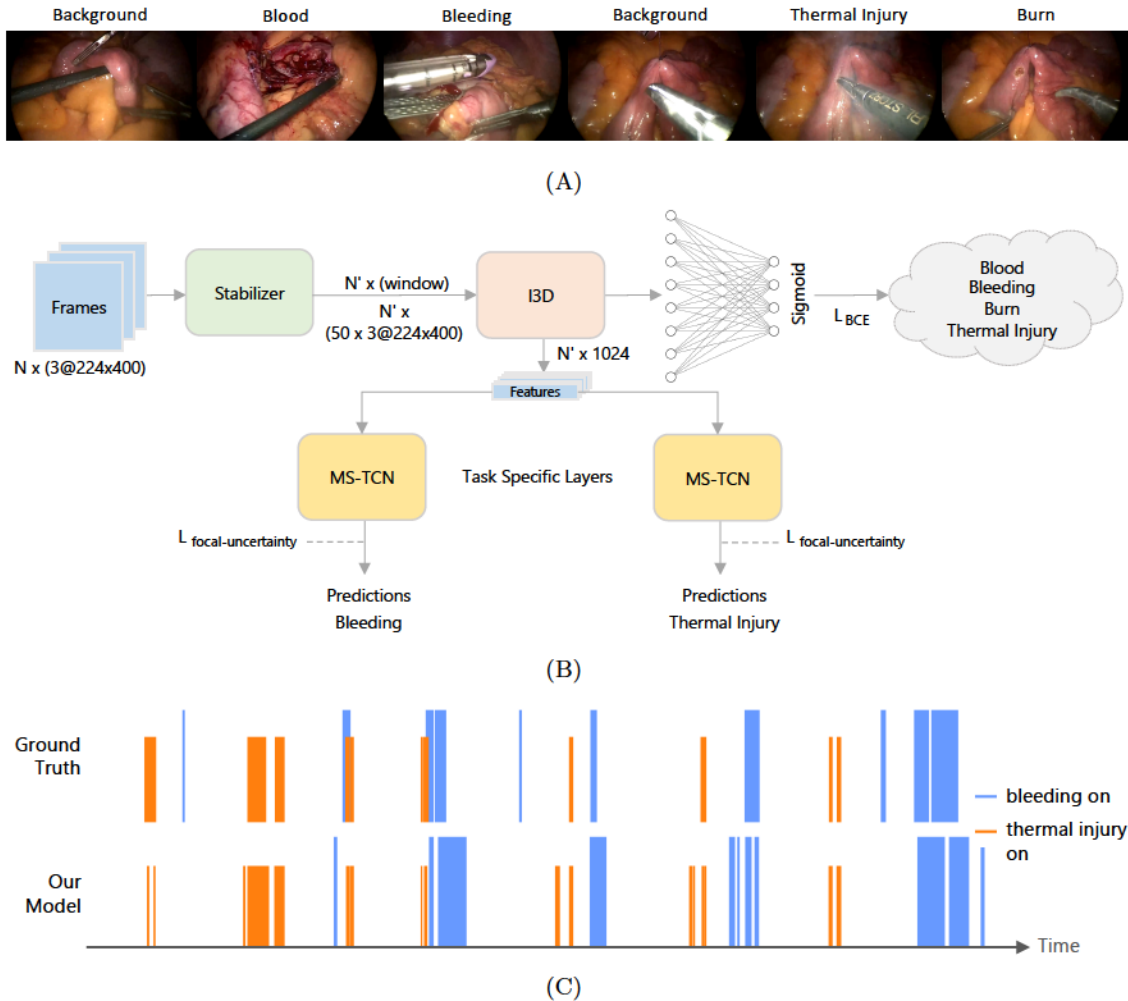 Background Blood Bleeding Background Thermal Injury Burn
(A)
Frames
N x (3@224x400)
Stabilizer
N' x (window)
N' x
(50 x 3@224x400)
I3D
N' x 1024
Features
Sigmoid
L BCE
Blood
Bleeding
Burn
Thermal Injury
MS-TCN
Task Specific Layers
MS-TCN
L focal-uncertainty
L focal-uncertainty
Predictions
Bleeding
Predictions
Thermal Injury
(B)
Ground
Truth
bleeding on
thermal injury
on
Our
Model
Time
(C)